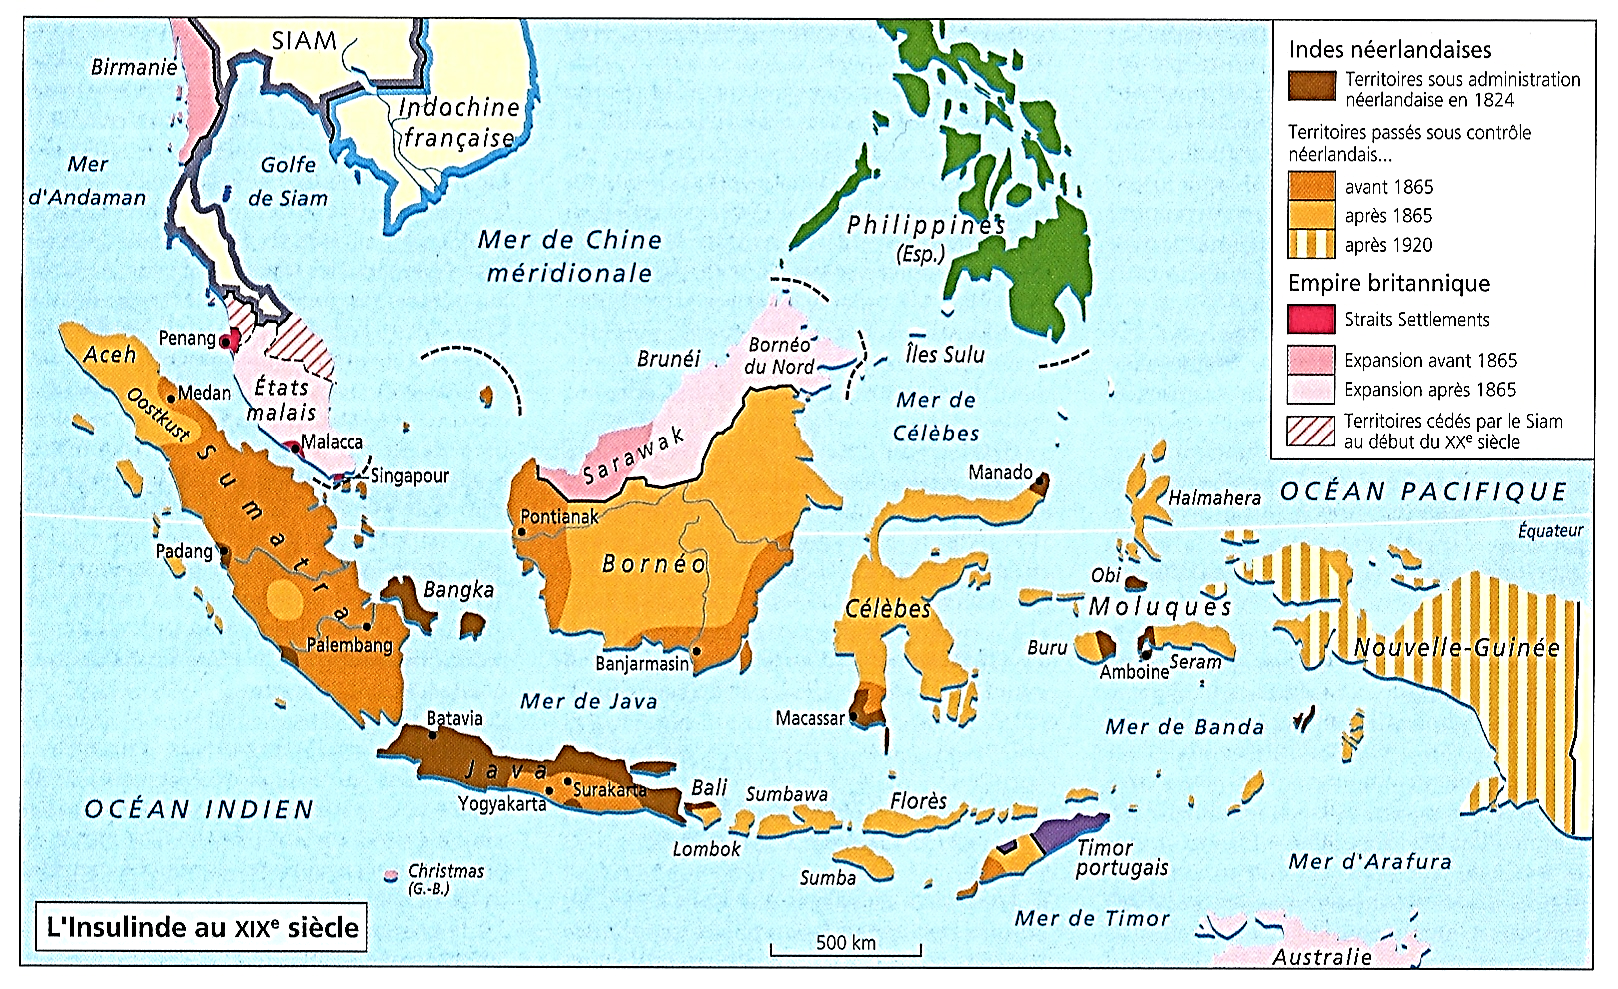 SIAM
Birmanie
Indochine
française
Mer
d'Andaman
Golfe
de Siam
Mer de Chine
méridionale
Philippines
(Esp.)
Penang
Aceh
Medan
Oostkust
États
malais
Malacca
Singapour
Sumatra
Padang
Palembang
Bangka
Brunéi
Bornéo
du Nord
Sarawak
Îles Sulu
Mer de
Célèbes
Pontianak
Bornéo
Banjarmasin
Manado
Halmahera
OCÉAN PACIFIQUE
Équateur
Célèbes
Obi
Moluques
Buru
Amboine
Seram
Nouvelle-Guinée
Macassar
Mer de Java
Mer de Banda
Batavia
Java
Surakarta
Yogyakarta
Bali
Sumbawa
Florès
Lombok
Sumba
Timor
portugais
OCÉAN INDIEN
Christmas
(G.-B.)
Mer d'Arafura
Mer de Timor
Australie
500 km
L'Insulinde au XIXe siècle
Indes néerlandaises
Territoires sous administration
néerlandaise en 1824
Territoires passés sous contrôle
néerlandais...
avant 1865
après 1865
après 1920
Empire britannique
Straits Settlements
Expansion avant 1865
Expansion après 1865
Territoires cédés par le Siam
au début du XXe siècle